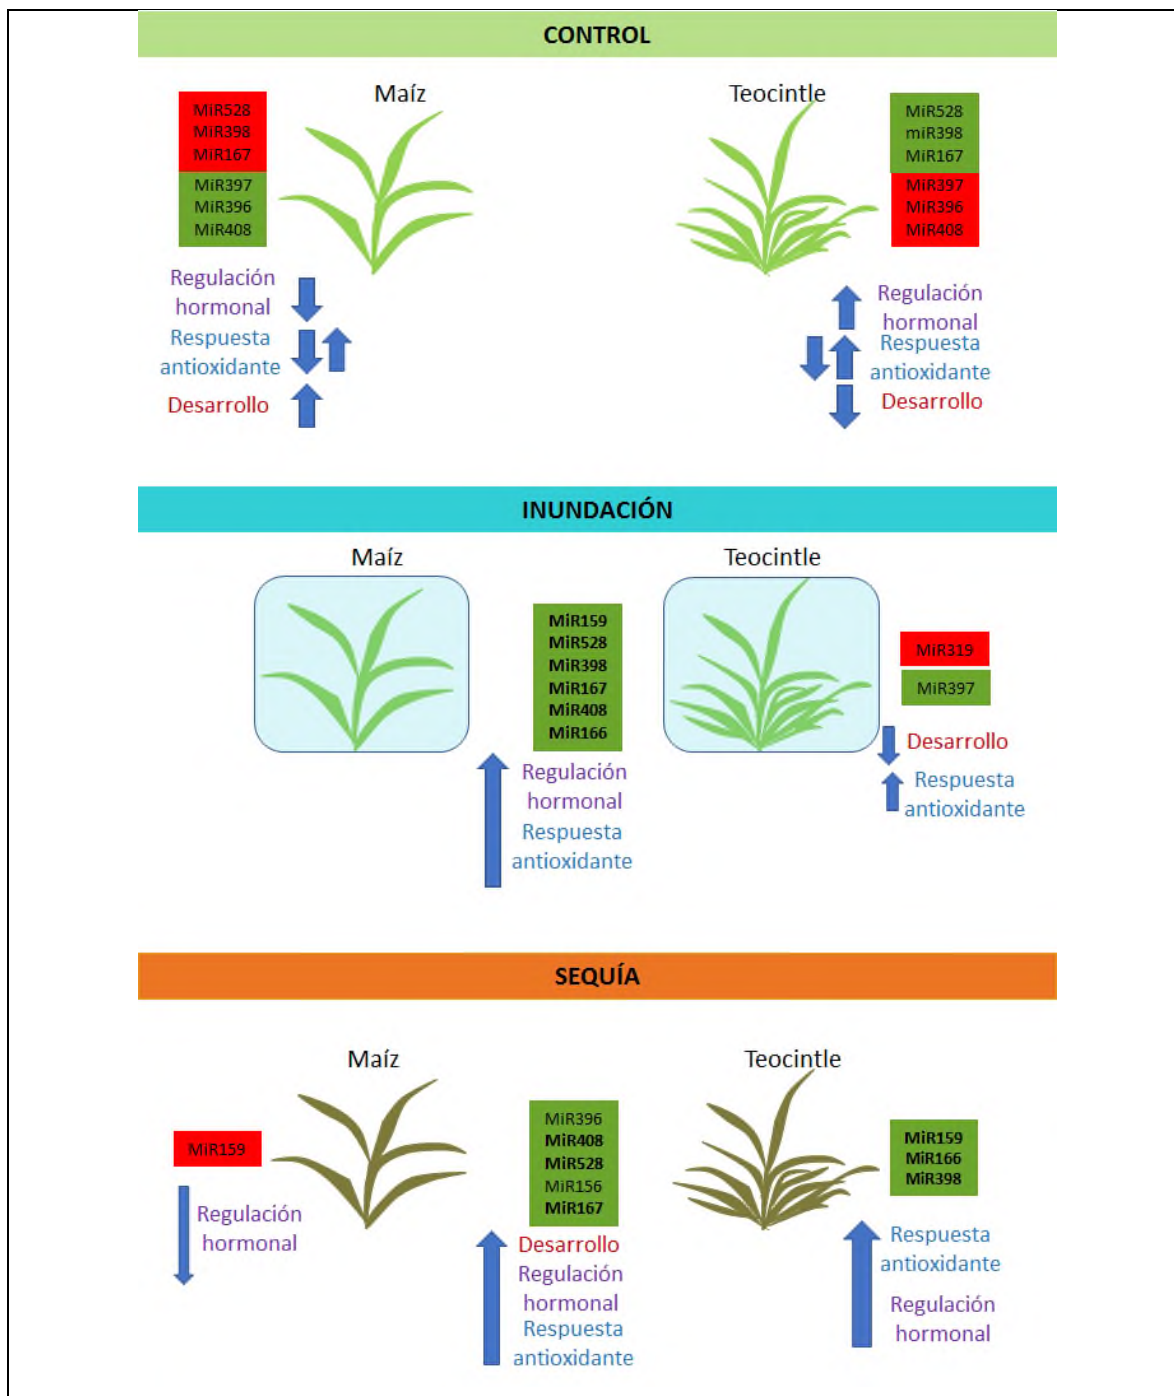 CONTROL
Maíz
MiR528
MiR398
MiR167
MiR397
MiR396
MiR408
Regulación
hormonal
Respuesta
antioxidante
Desarrollo
Teocintle
MiR528
miR398
MiR167
MiR397
MiR396
MiR408
Regulación
hormonal
Respuesta
antioxidante
Desarrollo
INUNDACIÓN
Maíz
MiR159
MiR528
MiR398
MiR167
MiR408
MiR166
Regulación
hormonal
Respuesta
antioxidante
Teocintle
MiR319
MiR397
Desarrollo
Respuesta
antioxidante
SEQUÍA
Maíz
MiR159
Regulación
hormonal
MiR396
MiR408
MiR528
MiR156
MiR167
Desarrollo
Regulación
hormonal
Respuesta
antioxidante
Teocintle
MiR159
MiR166
MiR398
Respuesta
antioxidante
Regulación
hormonal